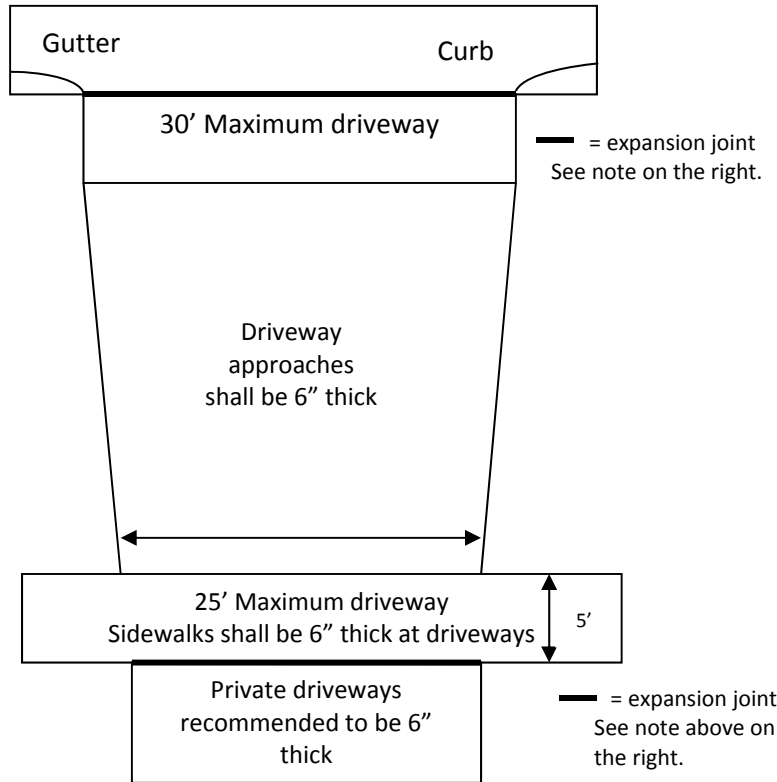 Gutter
Curb
30’ Maximum driveway
= expansion joint
See note on the right.
Driveway
approaches
shall be 6” thick
25’ Maximum driveway
Sidewalks shall be 6” thick at driveways
5’
Private driveways
recommended to be 6”
thick
= expansion joint
See note above on
the right.